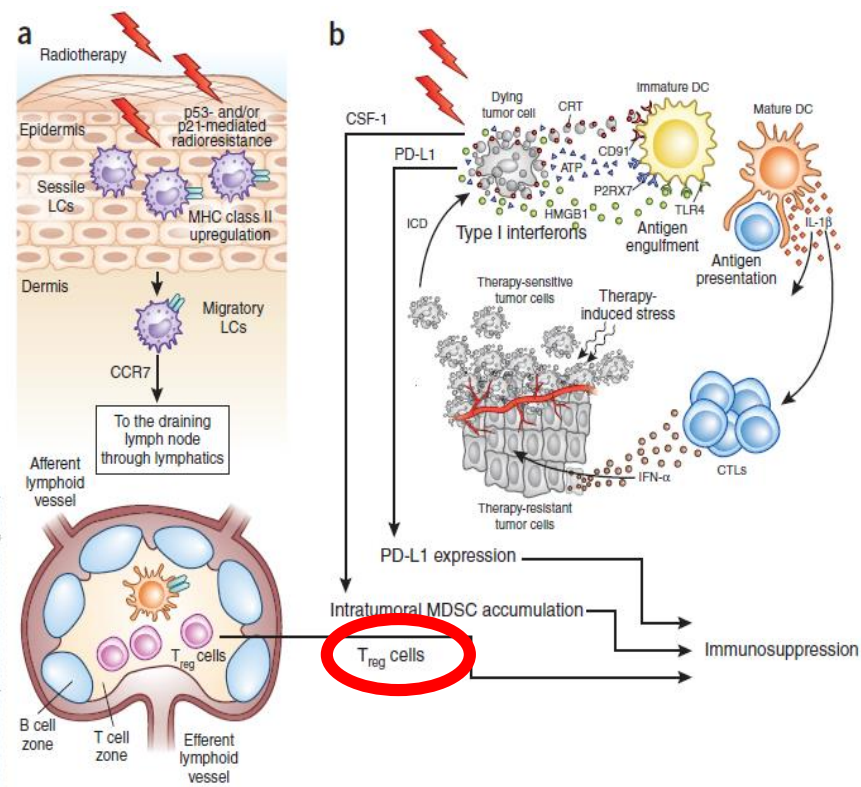 a
Radiotherapy
p53- and/or
p21-mediated
radioresistance
Epidermis
Sessile
LCs
MHC class II
upregulation
Dermis
Migratory
LCs
CCR7
To the draining
lymph node
through lymphatics
Afferent
lymphoid
vessel
Treg cells
B cell
zone
T cell
zone
Efferent
lymphoid
vessel
b
CSF-1
PD-L1
Dying
tumor cell
CRT
Immature DC
Mature DC
CD91
ATP
P2RX7
HMGB1
TLR4
ICD
Type I interferons
Antigen
engulfment
IL-1β
Antigen
presentation
Therapy-sensitive
tumor cells
Therapy-
induced stress
IFN-α
CTLs
Therapy-resistant
tumor cells
PD-L1 expression
Intratumoral MDSC accumulation
Treg cells
Immunosuppression